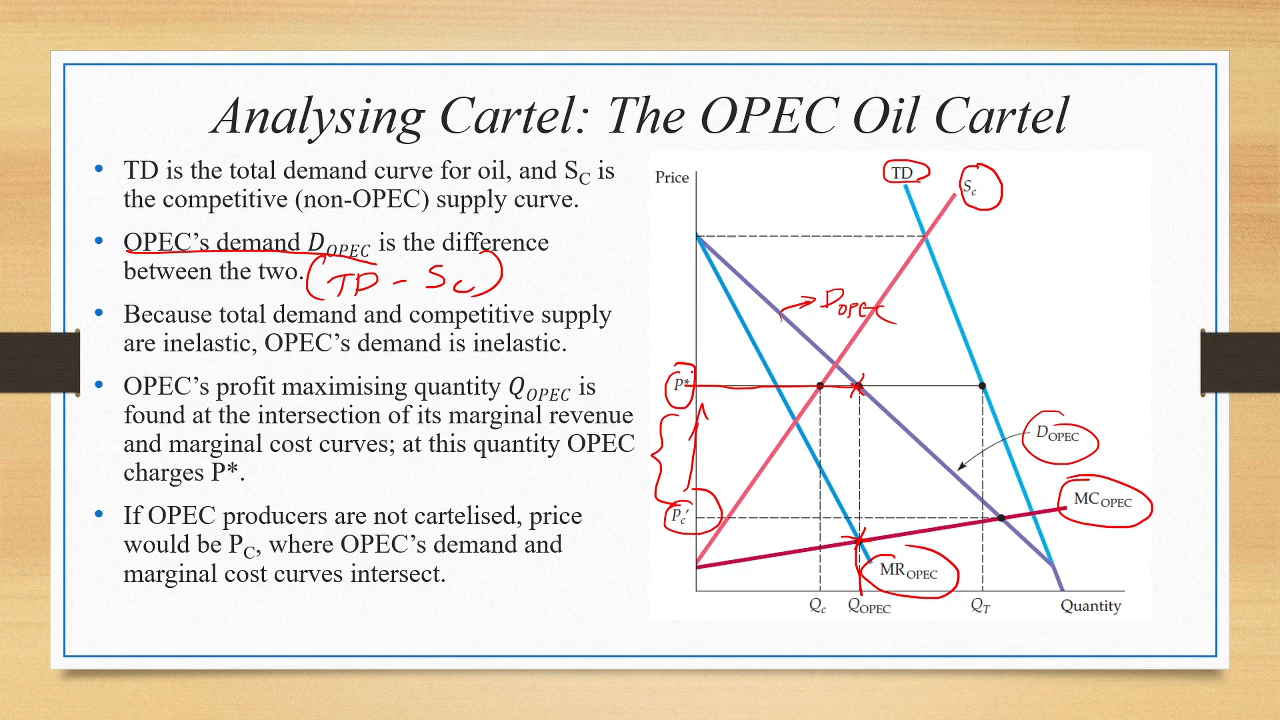 Analysing Cartel: The OPEC Oil Cartel
• TD is the total demand curve for oil, and S_C is
the competitive (non-OPEC) supply curve.
• OPEC's demand D_OPEC is the difference
between the two. (TD - Sc)
• Because total demand and competitive supply
are inelastic, OPEC's demand is inelastic.
• OPEC's profit maximising quantity Q_OPEC is
found at the intersection of its marginal revenue
and marginal cost curves; at this quantity OPEC
charges P*.
• If OPEC producers are not cartelised, price
would be P_C, where OPEC's demand and
marginal cost curves intersect.
Price
TD
S_c
D_OPEC
P*
D_OPEC
MC_OPEC
P_c'
MR_OPEC
Q_c Q_OPEC Q_T Quantity